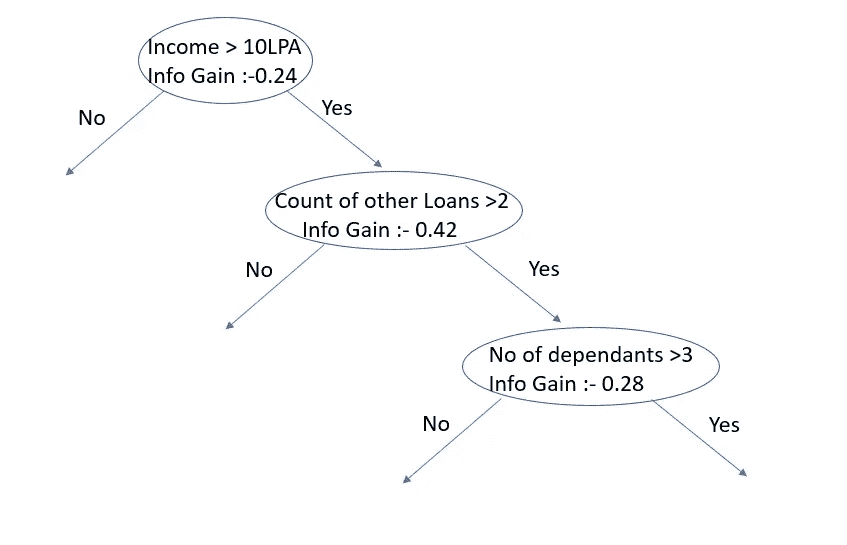 Income > 10LPA
Info Gain :-0.24
No
Yes
Count of other Loans >2
Info Gain :- 0.42
No
Yes
No of dependants >3
Info Gain :- 0.28
No
Yes